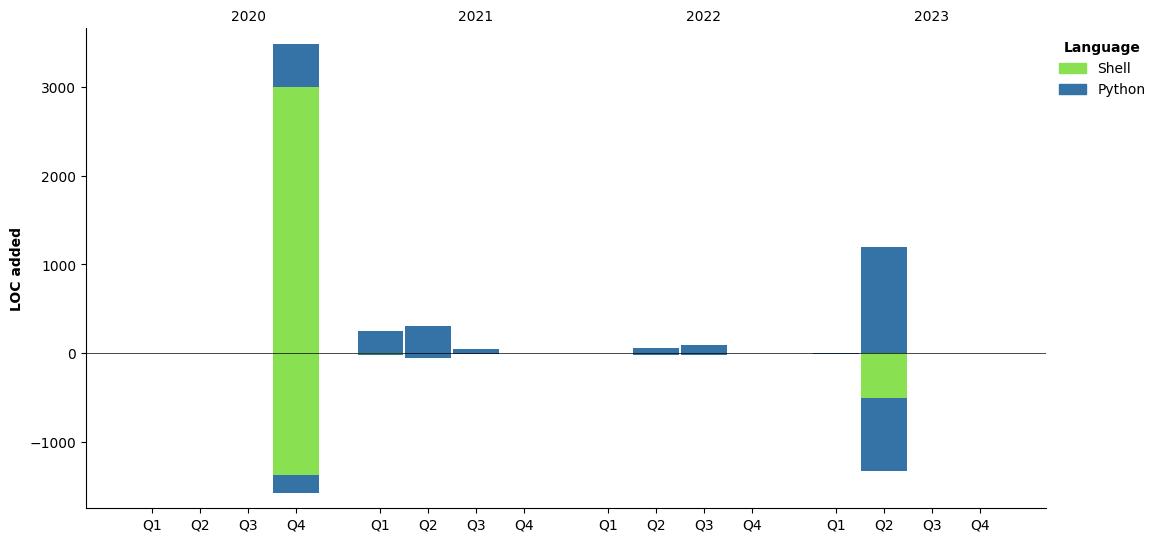 2020 2021 2022 2023
Language
Shell
Python
LOC added
3000
2000
1000
0
−1000
Q1 Q2 Q3 Q4 Q1 Q2 Q3 Q4 Q1 Q2 Q3 Q4 Q1 Q2 Q3 Q4